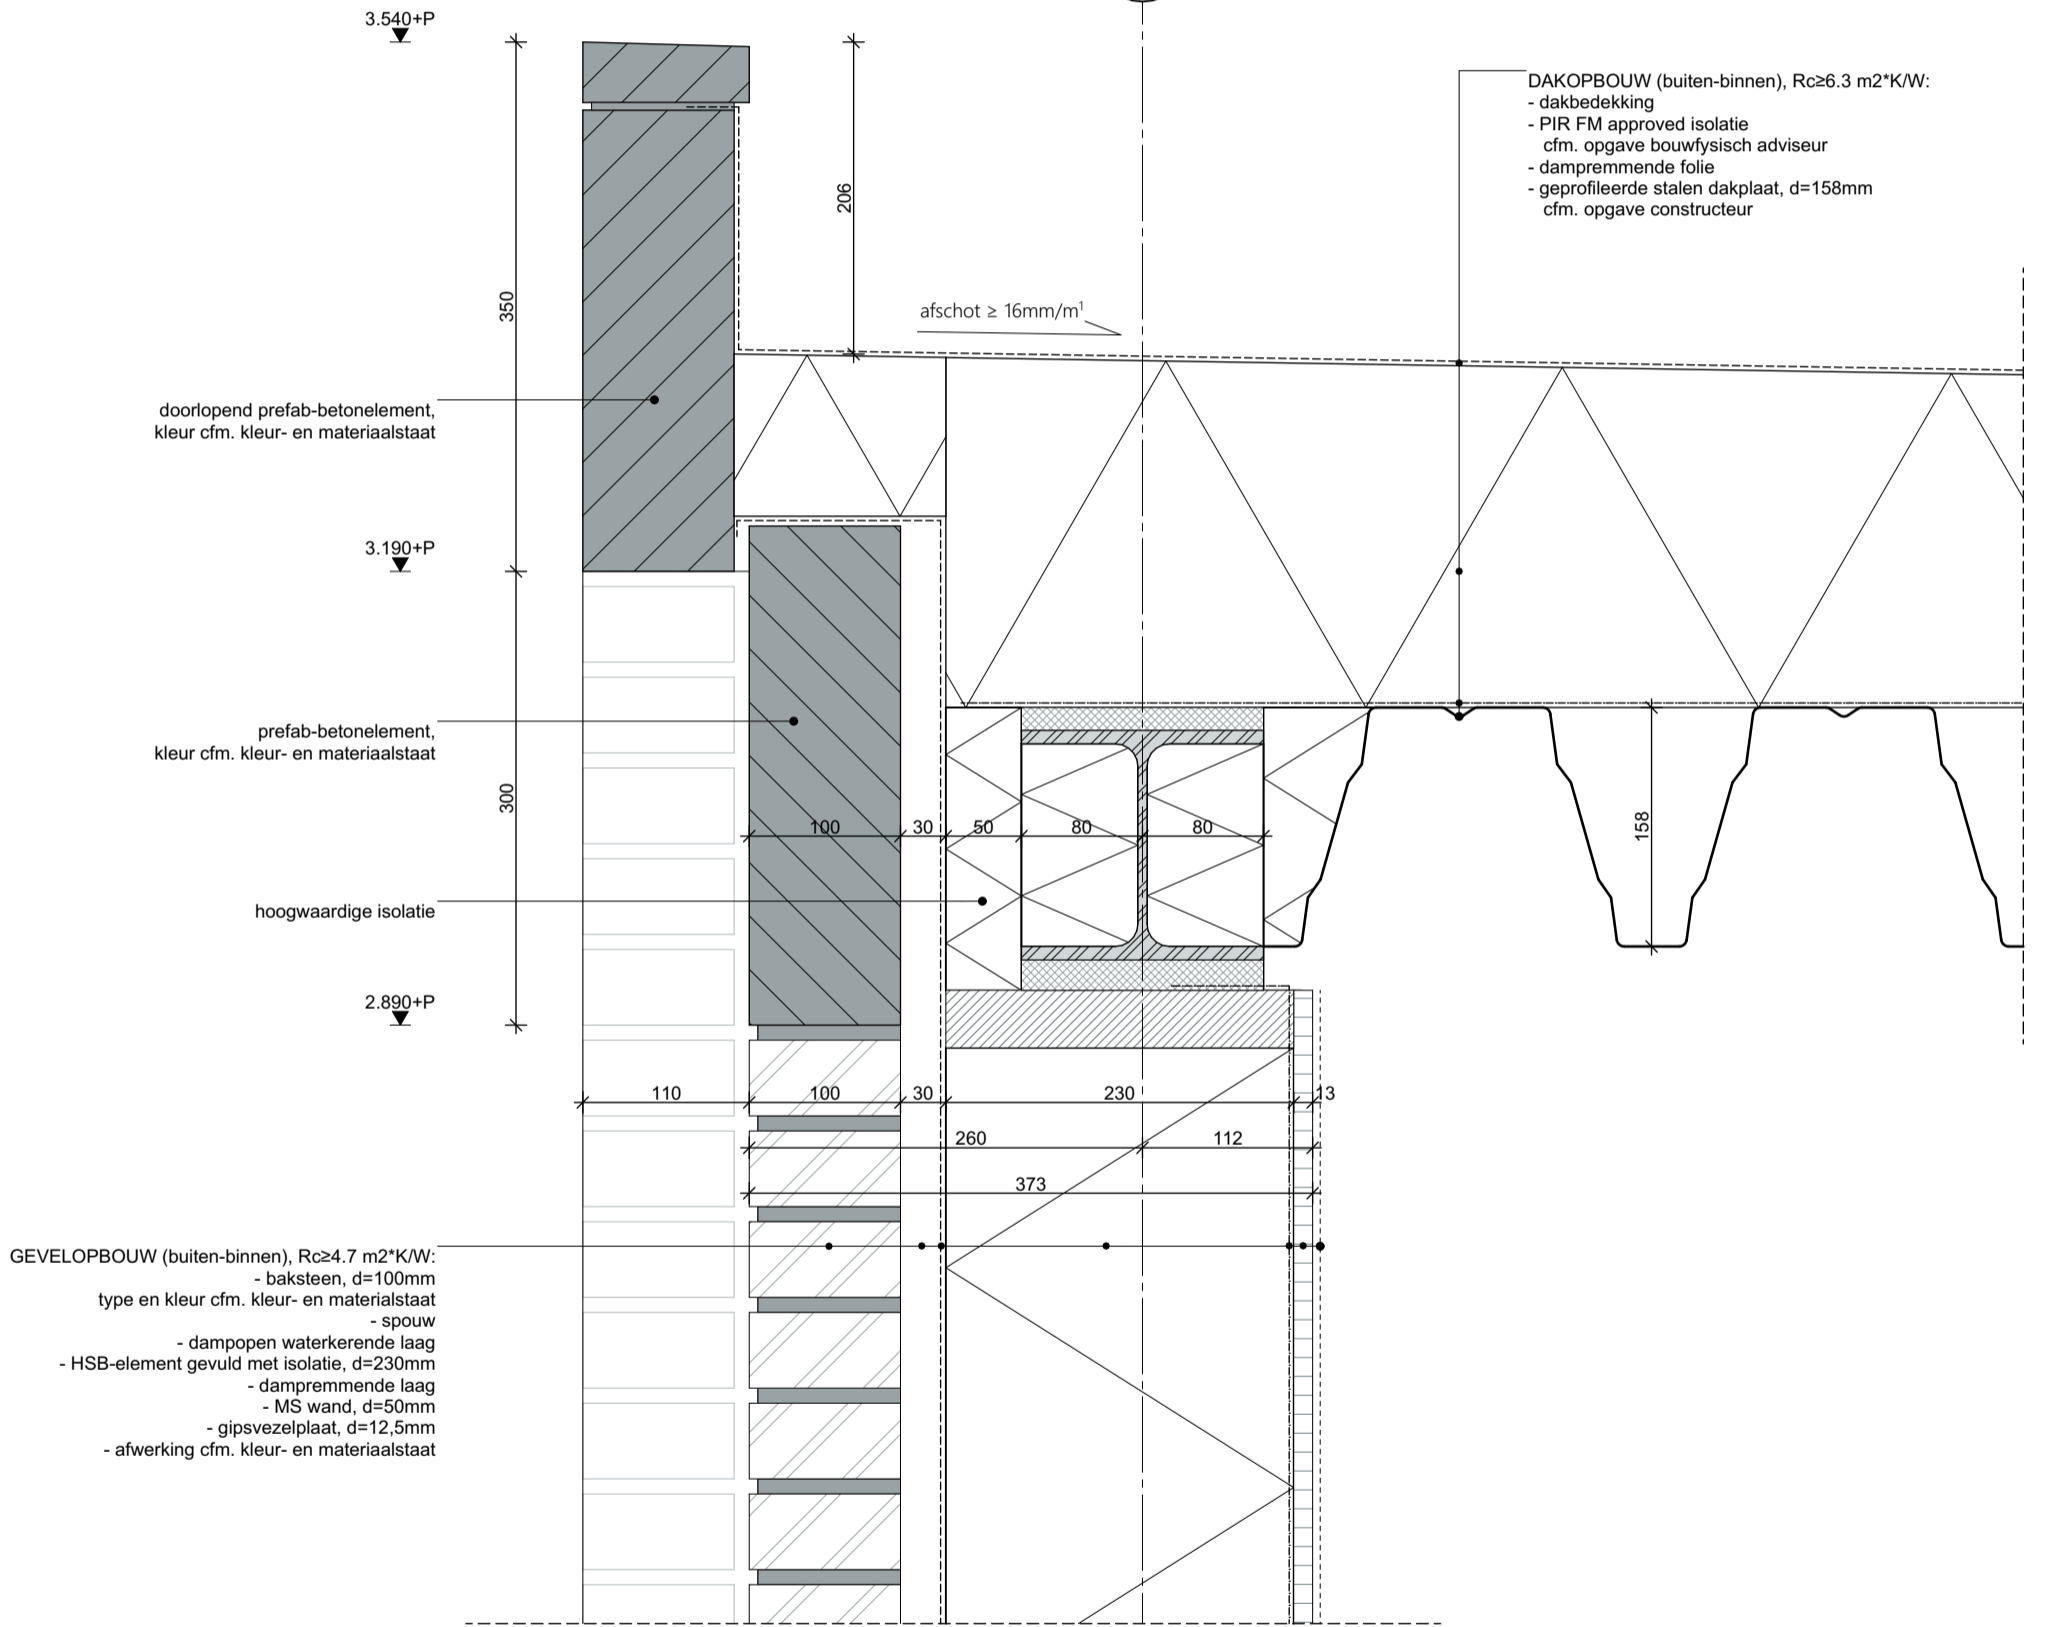 3.540+P
DAKOPBOUW (buiten-binnen), Rc≥6.3 m2*K/W:
- dakbedekking
- PIR FM approved isolatie
cfm. opgave bouwfysisch adviseur
- dampremmende folie
- geprofileerde stalen dakplaat, d=158mm
cfm. opgave constructeur
206
350
afschot ≥ 16mm/m¹
doorlopend prefab-betonelement,
kleur cfm. kleur- en materiaalstaat
3.190+P
prefab-betonelement,
kleur cfm. kleur- en materiaalstaat
300
100 30 50 80 80
158
hoogwaardige isolatie
2.890+P
110 100 30 230 13
260 112
373
GEVELOPBOUW (buiten-binnen), Rc≥4.7 m2*K/W:
- baksteen, d=100mm
type en kleur cfm. kleur- en materialstaat
- spouw
- dampopen waterkerende laag
- HSB-element gevuld met isolatie, d=230mm
- dampremmende laag
- MS wand, d=50mm
- gipsvezelplaat, d=12,5mm
- afwerking cfm. kleur- en materiaalstaat